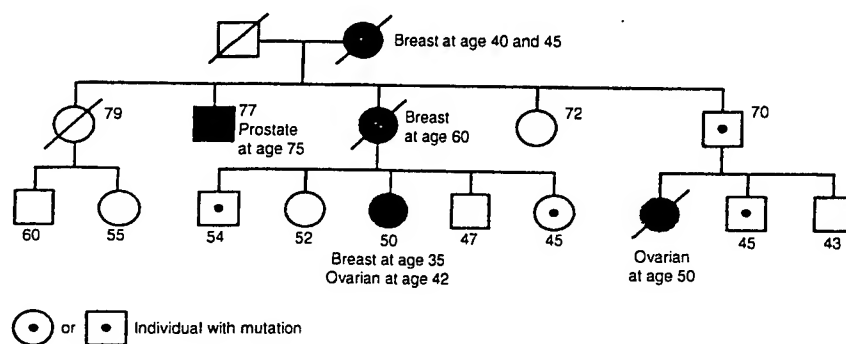 Breast at age 40 and 45
79
77
Prostate
at age 75
Breast
at age 60
72
70
60
55
54
52
50
47
45
45
43
Breast at age 35
Ovarian at age 42
Ovarian
at age 50
or
Individual with mutation